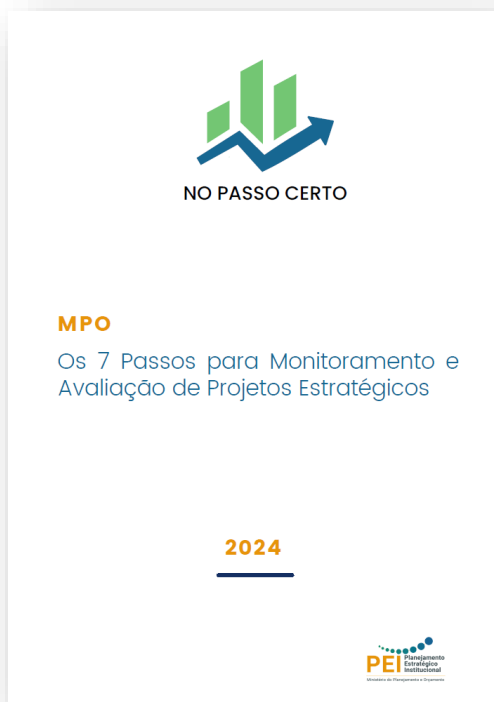 NO PASSO CERTO
MPO
Os 7 Passos para Monitoramento e
Avaliação de Projetos Estratégicos
2024
PEI
Planejamento
Estratégico
Institucional
Ministério do Planejamento e Orçamento